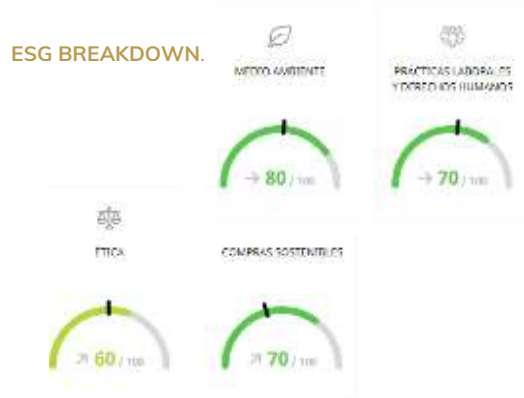 ESG BREAKDOWN.
MEDIO AMBIENTE
→ 80 / 100
PRÁCTICAS LABORALES
Y DERECHOS HUMANOS
→ 70 / 100
ÉTICA
↗ 60 / 100
COMPRAS SOSTENIBLES
↗ 70 / 100